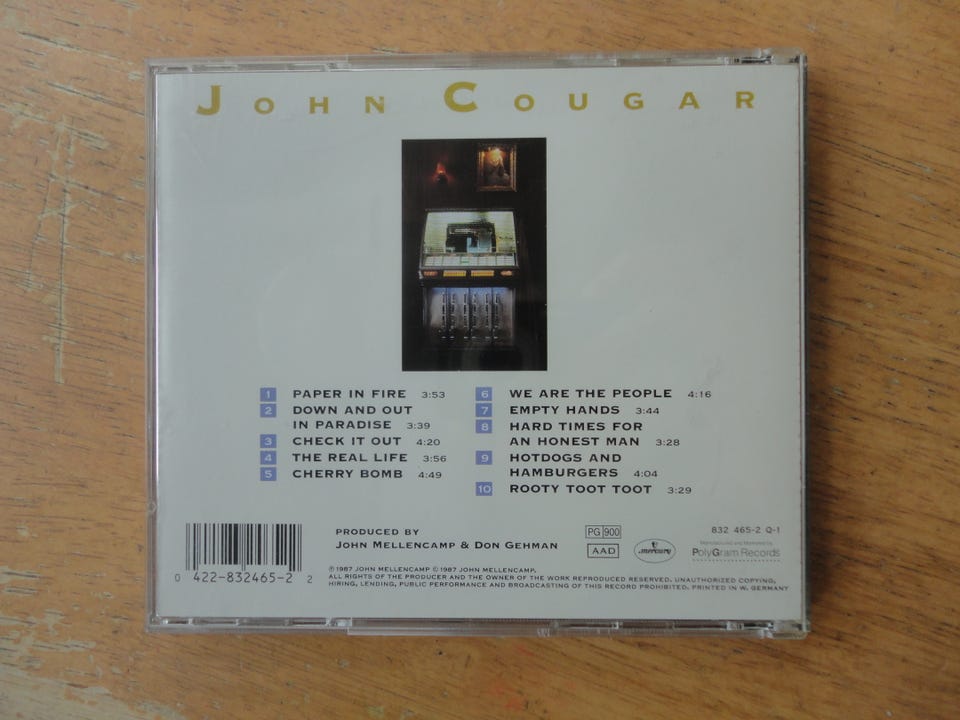 JOHN COUGAR
1 PAPER IN FIRE 3:53
2 DOWN AND OUT
IN PARADISE 3:39
3 CHECK IT OUT 4:20
4 THE REAL LIFE 3:56
5 CHERRY BOMB 4:49
6 WE ARE THE PEOPLE 4:16
7 EMPTY HANDS 3:44
8 HARD TIMES FOR
AN HONEST MAN 3:28
9 HOTDOGS AND
HAMBURGERS 4:04
10 ROOTY TOOT TOOT 3:29
0 422-832465-2 2
PRODUCED BY
JOHN MELLENCAMP & DON GEHMAN
PG 900
AAD
mercury
832 465-2 Q-1
Manufactured and Marketed by
PolyGram Records
℗ 1987 JOHN MELLENCAMP © 1987 JOHN MELLENCAMP.
ALL RIGHTS OF THE PRODUCER AND THE OWNER OF THE WORK REPRODUCED RESERVED. UNAUTHORIZED COPYING,
HIRING, LENDING, PUBLIC PERFORMANCE AND BROADCASTING OF THIS RECORD PROHIBITED. PRINTED IN W. GERMANY